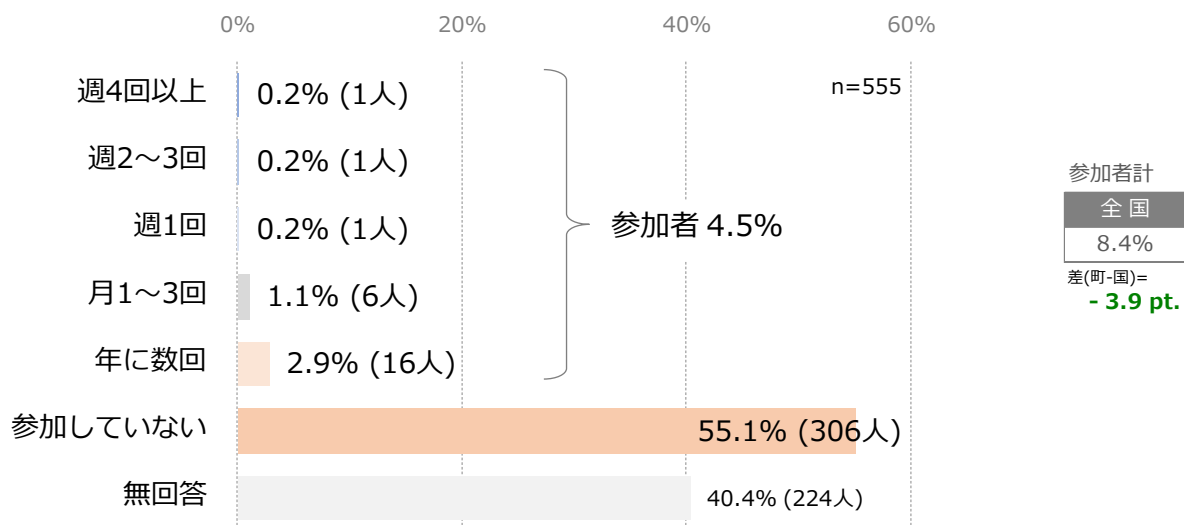 0% 20% 40% 60%
n=555
週4回以上 0.2% (1人)
週2～3回 0.2% (1人)
週1回 0.2% (1人)
参加者 4.5%
月1～3回 1.1% (6人)
年に数回 2.9% (16人)
参加していない 55.1% (306人)
無回答 40.4% (224人)
参加者計
全 国
8.4%
差(町-国)=
- 3.9 pt.